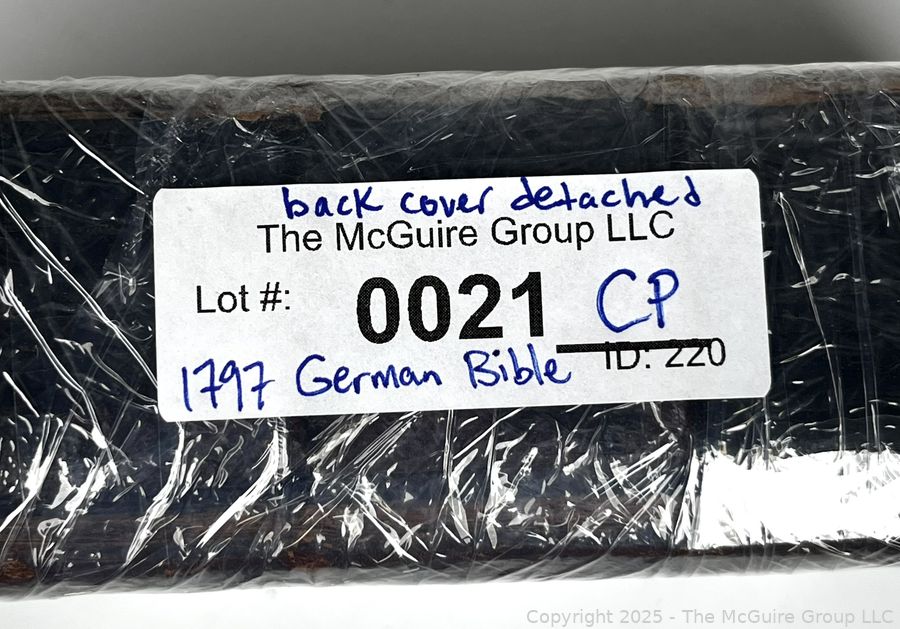 back cover detached
The McGuire Group LLC
Lot #: 0021 CP
ID: 220
1797 German Bible
Copyright 2025 - The McGuire Group LLC